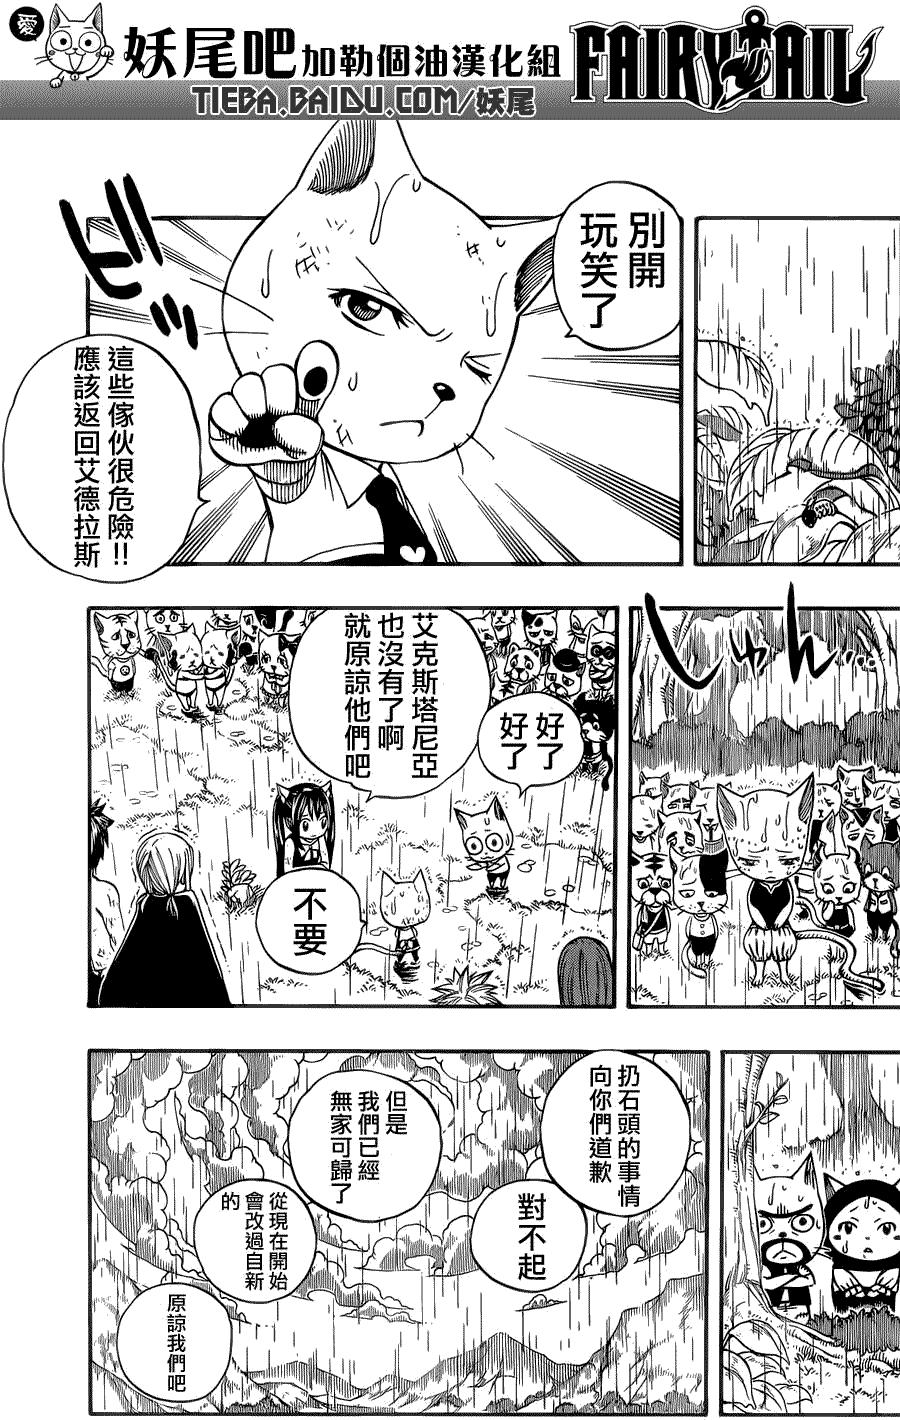 愛
妖尾吧加勒個油漢化組
TIEBA.BAIDU.COM/妖尾
FAIRY TAIL
別開
玩笑了
ビシッ
這些傢伙很危險!!
應該返回艾德拉斯
しゅん…
好了
好了
艾克斯塔尼亞
也沒有了啊
就原諒他們吧
不要
扔石頭的事情
向你們道歉
對不起
但是
我們已經
無家可歸了
從現在開始
會改過自新
的
原諒我們吧